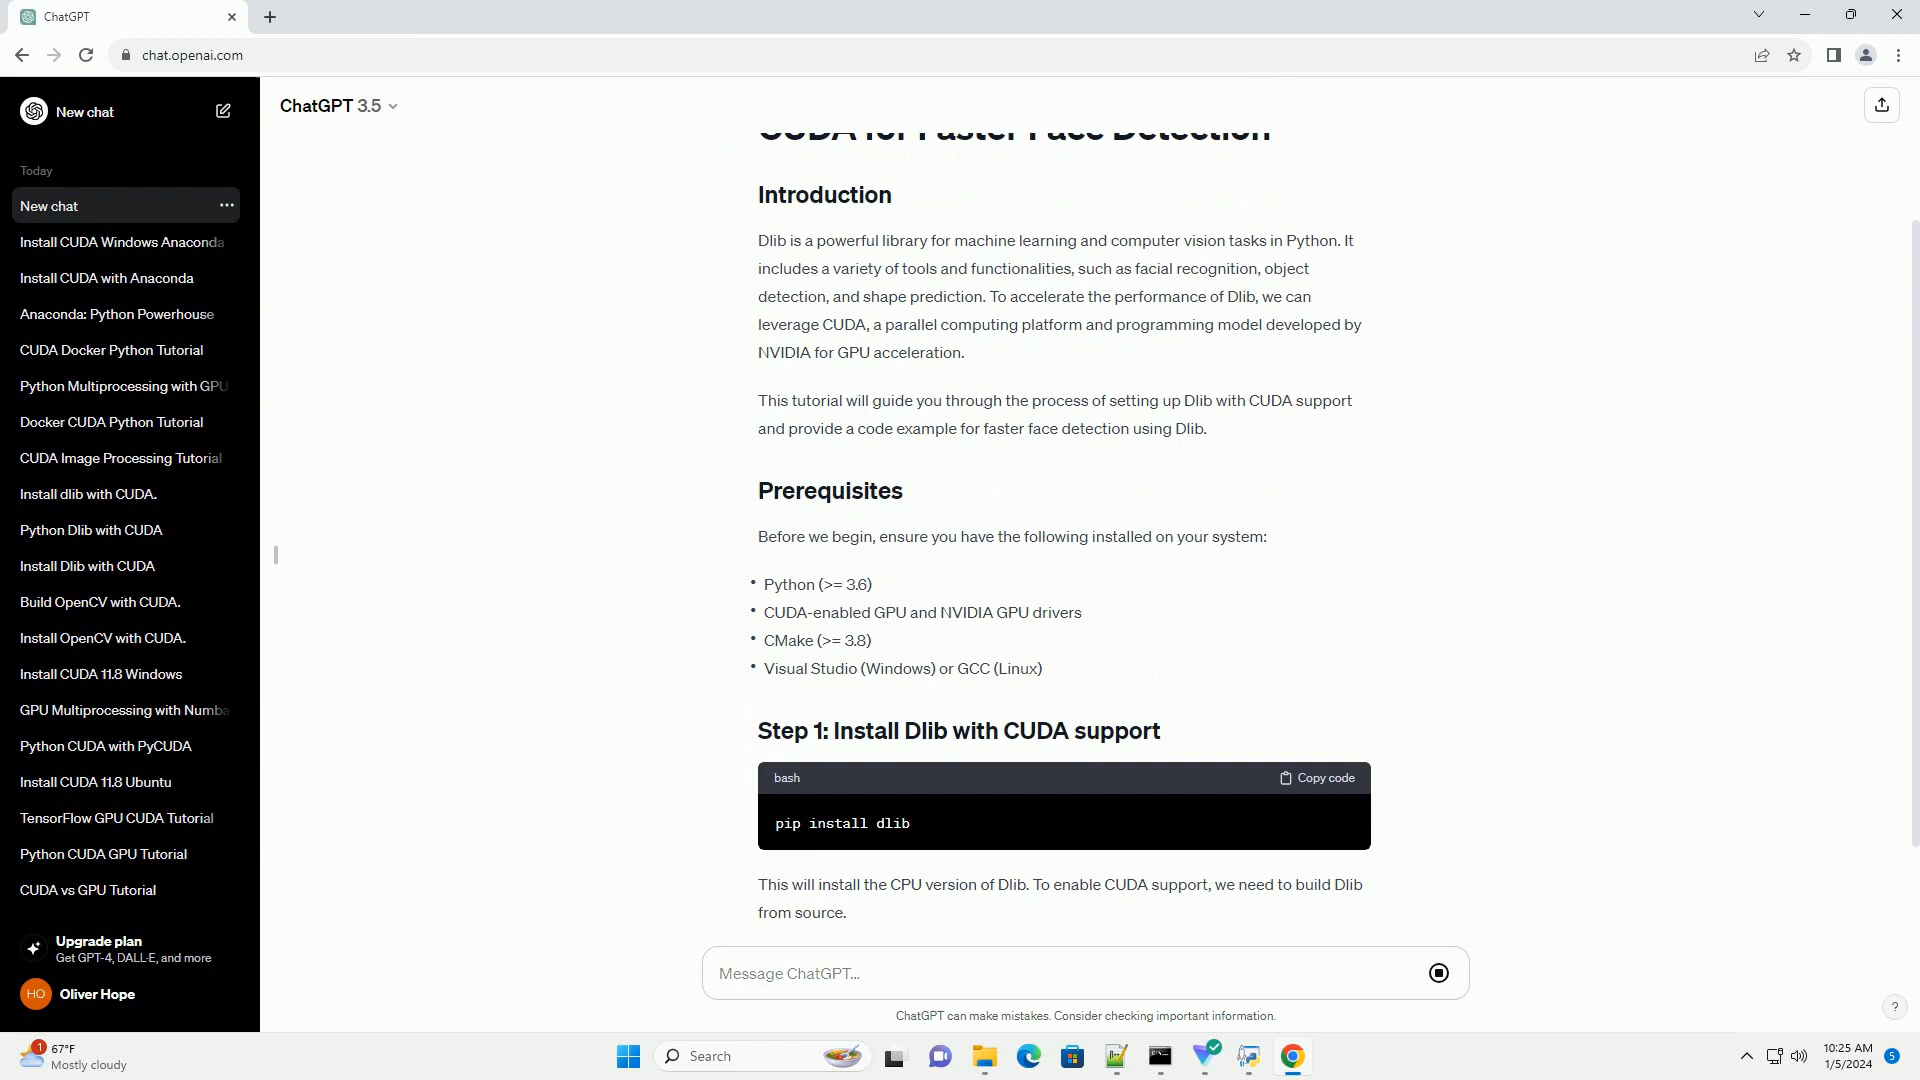 ChatGPT
chat.openai.com
New chat
ChatGPT 3.5
Today
New chat
Install CUDA Windows Anaconda
Install CUDA with Anaconda
Anaconda: Python Powerhouse
CUDA Docker Python Tutorial
Python Multiprocessing with GPU
Docker CUDA Python Tutorial
CUDA Image Processing Tutorial
Install dlib with CUDA.
Python Dlib with CUDA
Install Dlib with CUDA
Build OpenCV with CUDA.
Install OpenCV with CUDA.
Install CUDA 11.8 Windows
GPU Multiprocessing with Numba
Python CUDA with PyCUDA
Install CUDA 11.8 Ubuntu
TensorFlow GPU CUDA Tutorial
Python CUDA GPU Tutorial
CUDA vs GPU Tutorial
Upgrade plan
Get GPT-4, DALL·E, and more
HO
Oliver Hope
CUDA for Faster Face Detection
Introduction
Dlib is a powerful library for machine learning and computer vision tasks in Python. It
includes a variety of tools and functionalities, such as facial recognition, object
detection, and shape prediction. To accelerate the performance of Dlib, we can
leverage CUDA, a parallel computing platform and programming model developed by
NVIDIA for GPU acceleration.
This tutorial will guide you through the process of setting up Dlib with CUDA support
and provide a code example for faster face detection using Dlib.
Prerequisites
Before we begin, ensure you have the following installed on your system:
• Python (>= 3.6)
• CUDA-enabled GPU and NVIDIA GPU drivers
• CMake (>= 3.8)
• Visual Studio (Windows) or GCC (Linux)
Step 1: Install Dlib with CUDA support
bash
Copy code
pip install dlib
This will install the CPU version of Dlib. To enable CUDA support, we need to build Dlib
from source.
Message ChatGPT...
ChatGPT can make mistakes. Consider checking important information.
?
1
67°F
Mostly cloudy
Search
10:25 AM
1/5/2024
5